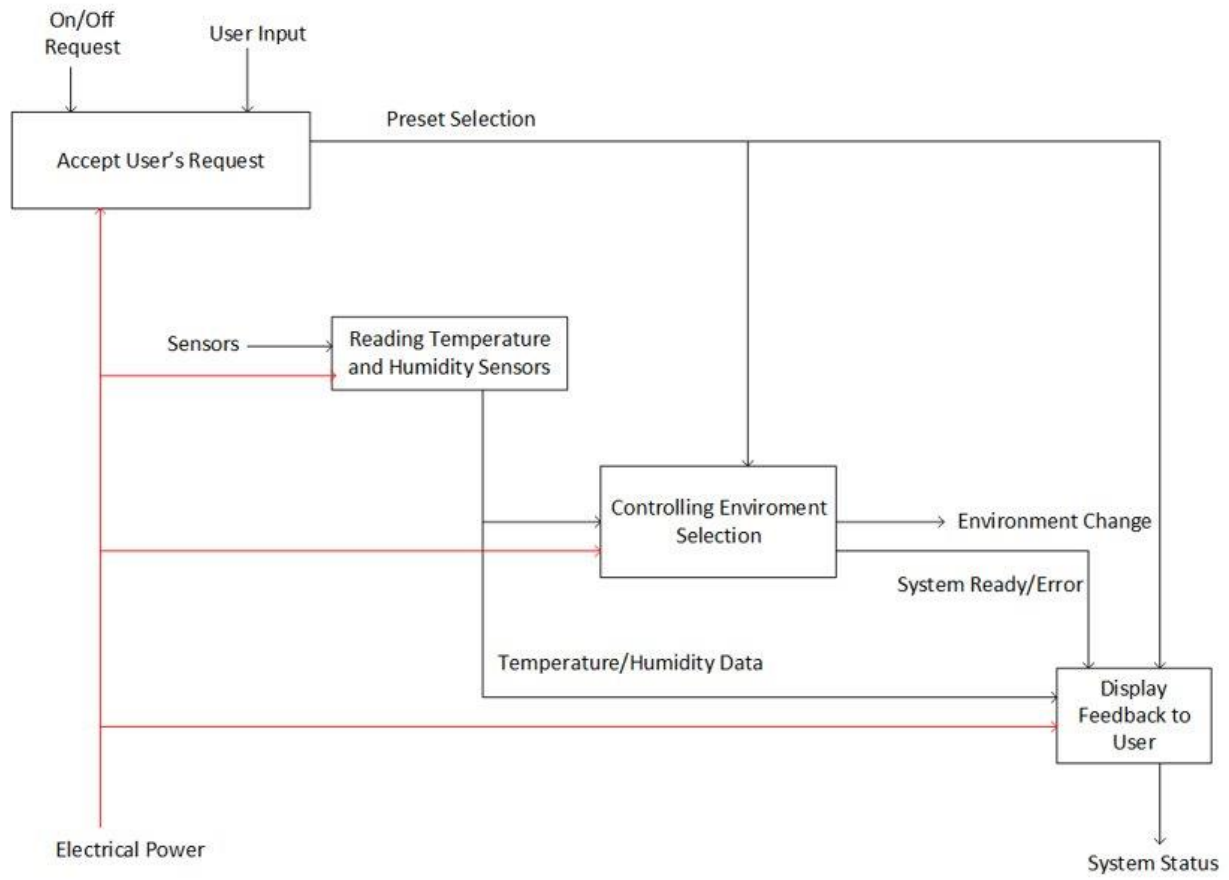 On/Off
Request
User Input
Preset Selection
Accept User's Request
Sensors
Reading Temperature
and Humidity Sensors
Controlling Enviroment
Selection
Environment Change
System Ready/Error
Temperature/Humidity Data
Display
Feedback to
User
Electrical Power
System Status